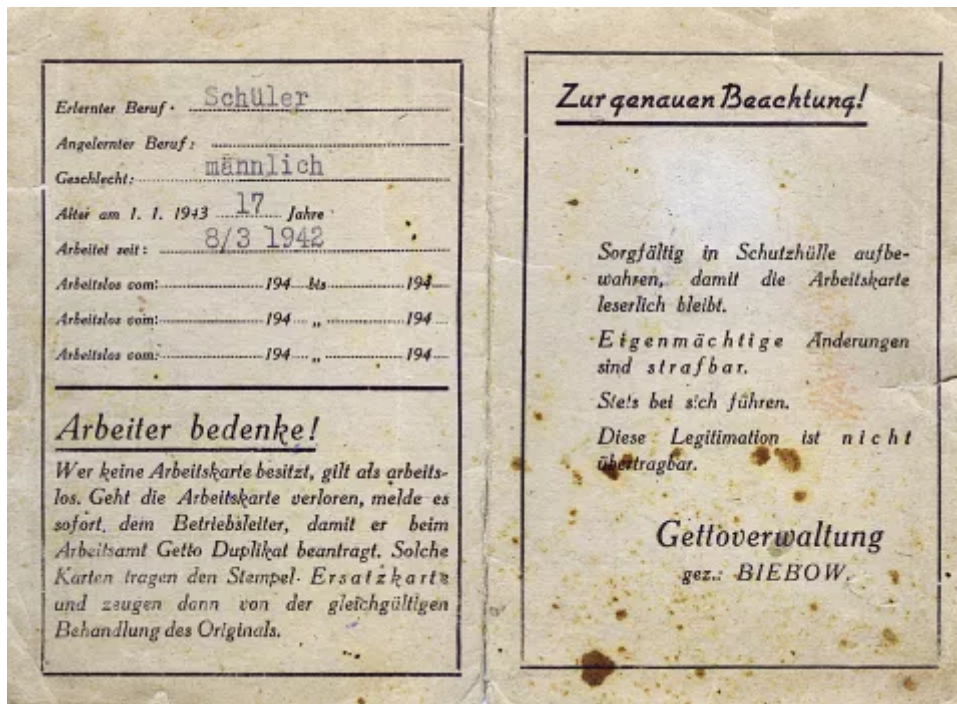 Erlernter Beruf: Schüler
Angelernter Beruf:
Geschlecht: männlich
Alter am 1. 1. 1943 17 Jahre
Arbeitet seit: 8/3 1942
Arbeitslos vom: 194 bis 194
Arbeitslos vom: 194 „ 194
Arbeitslos vom: 194 „ 194
Arbeiter bedenke!
Wer keine Arbeitskarte besitzt, gilt als arbeits-
los. Geht die Arbeitskarte verloren, melde es
sofort dem Betriebsleiter, damit er beim
Arbeitsamt Getto Duplikat beantragt. Solche
Karten tragen den Stempel- Ersatzkarte
und zeugen dann von der gleichgültigen
Behandlung des Originals.
Zur genauen Beachtung!
Sorgfältig in Schutzhülle aufbe-
wahren, damit die Arbeitskarte
leserlich bleibt.
Eigenmächtige Änderungen
sind strafbar.
Stets bei sich führen.
Diese Legitimation ist nicht
übertragbar.
Gettoverwaltung
gez.: BIEBOW.